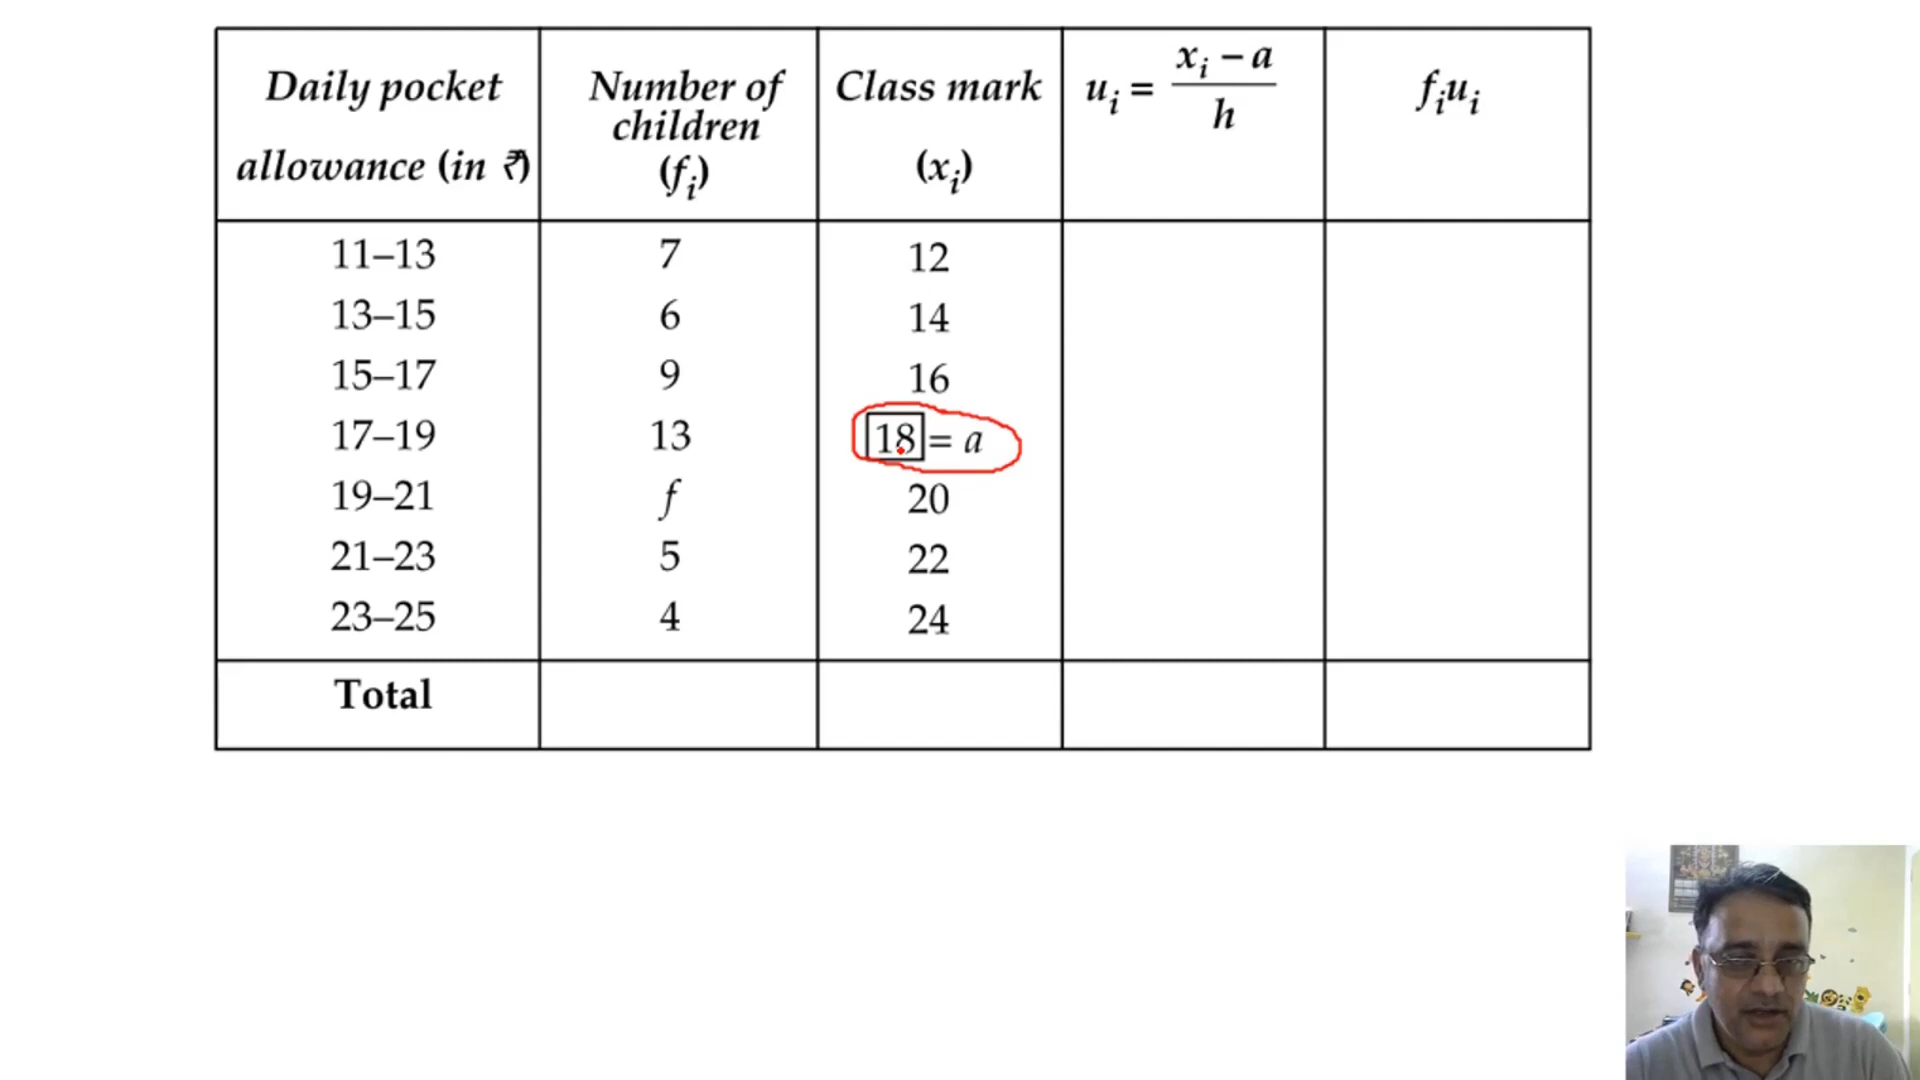 Daily pocket allowance (in ₹)
Number of children (fᵢ)
Class mark (xᵢ)
uᵢ = (xᵢ − a) / h
fᵢuᵢ
11–13 7 12
13–15 6 14
15–17 9 16
17–19 13 18 = a
19–21 f 20
21–23 5 22
23–25 4 24
Total